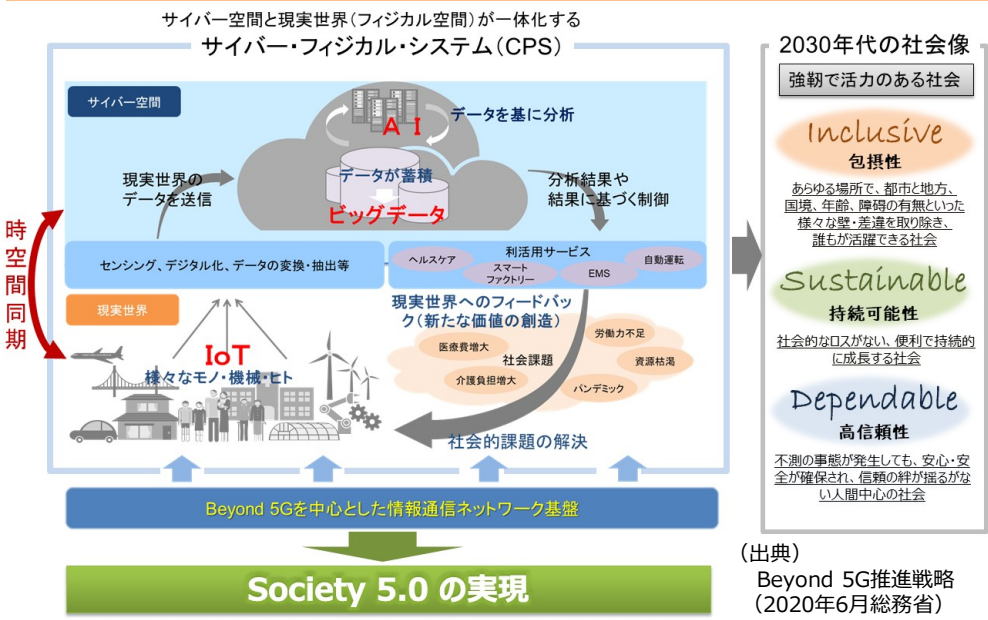 サイバー空間と現実世界(フィジカル空間)が一体化する
サイバー・フィジカル・システム(CPS)
サイバー空間
AI
データを基に分析
データが蓄積
ビッグデータ
現実世界の
データを送信
分析結果や
結果に基づく制御
時空間同期
センシング、デジタル化、データの変換・抽出等
利活用サービス
ヘルスケア
スマート
ファクトリー
EMS
自動運転
現実世界
IoT
様々なモノ・機械・ヒト
現実世界へのフィードバッ
ク(新たな価値の創造)
医療費増大
社会課題
労働力不足
資源枯渇
介護負担増大
パンデミック
社会的課題の解決
Beyond 5Gを中心とした情報通信ネットワーク基盤
Society 5.0 の実現
2030年代の社会像
強靭で活力のある社会
Inclusive
包摂性
あらゆる場所で、都市と地方、
国境、年齢、障碍の有無といった
様々な壁・差違を取り除き、
誰もが活躍できる社会
Sustainable
持続可能性
社会的なロスがない、便利で持続的
に成長する社会
Dependable
高信頼性
不測の事態が発生しても、安心・安
全が確保され、信頼の絆が揺るがな
い人間中心の社会
(出典)
Beyond 5G推進戦略
(2020年6月総務省)